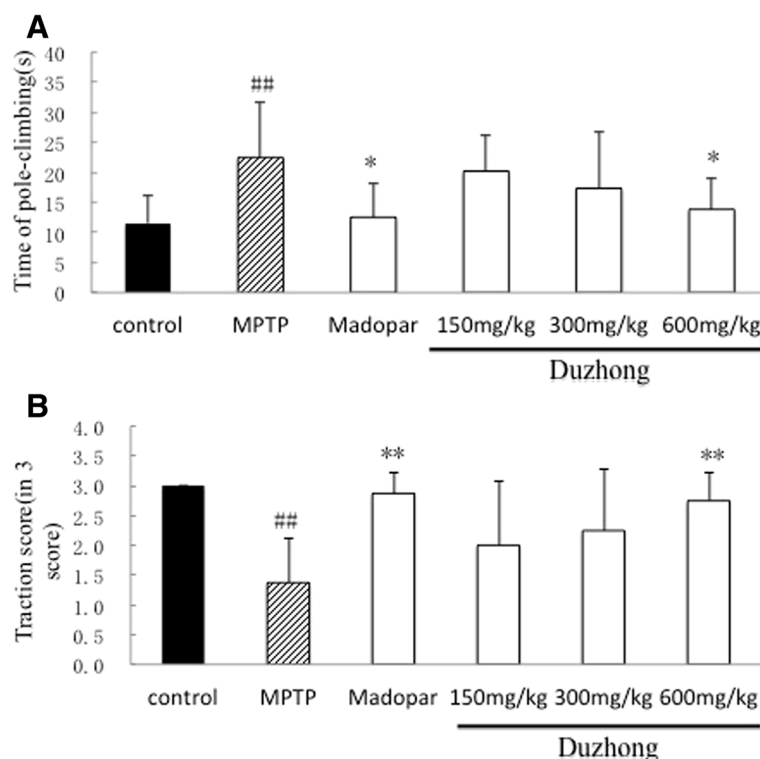 A
Time of pole-climbing(s)
40
35
30
25
20
15
10
5
0
##
*
*
control MPTP Madopar 150mg/kg 300mg/kg 600mg/kg
Duzhong
B
Traction score(in 3
score)
4.0
3.5
3.0
2.5
2.0
1.5
1.0
0.5
0.0
##
**
**
control MPTP Madopar 150mg/kg 300mg/kg 600mg/kg
Duzhong